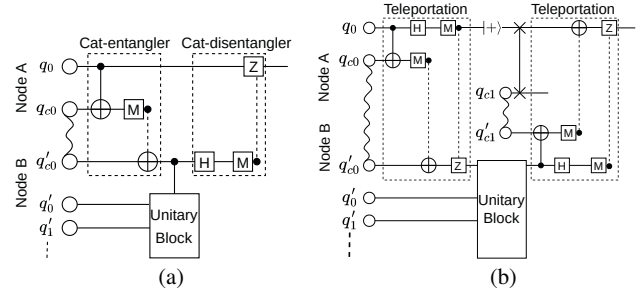 Cat-entangler Cat-disentangler
q0 Z
Node A
qc0 M
Node B
q′c0 H M
q′0 Unitary
q′1 Block
(a)
Teleportation Teleportation
q0 H M |+⟩ Z
Node A
qc0 M
qc1
q′c1 M
Node B
q′c0 Z H M
q′0 Unitary
q′1 Block
(b)